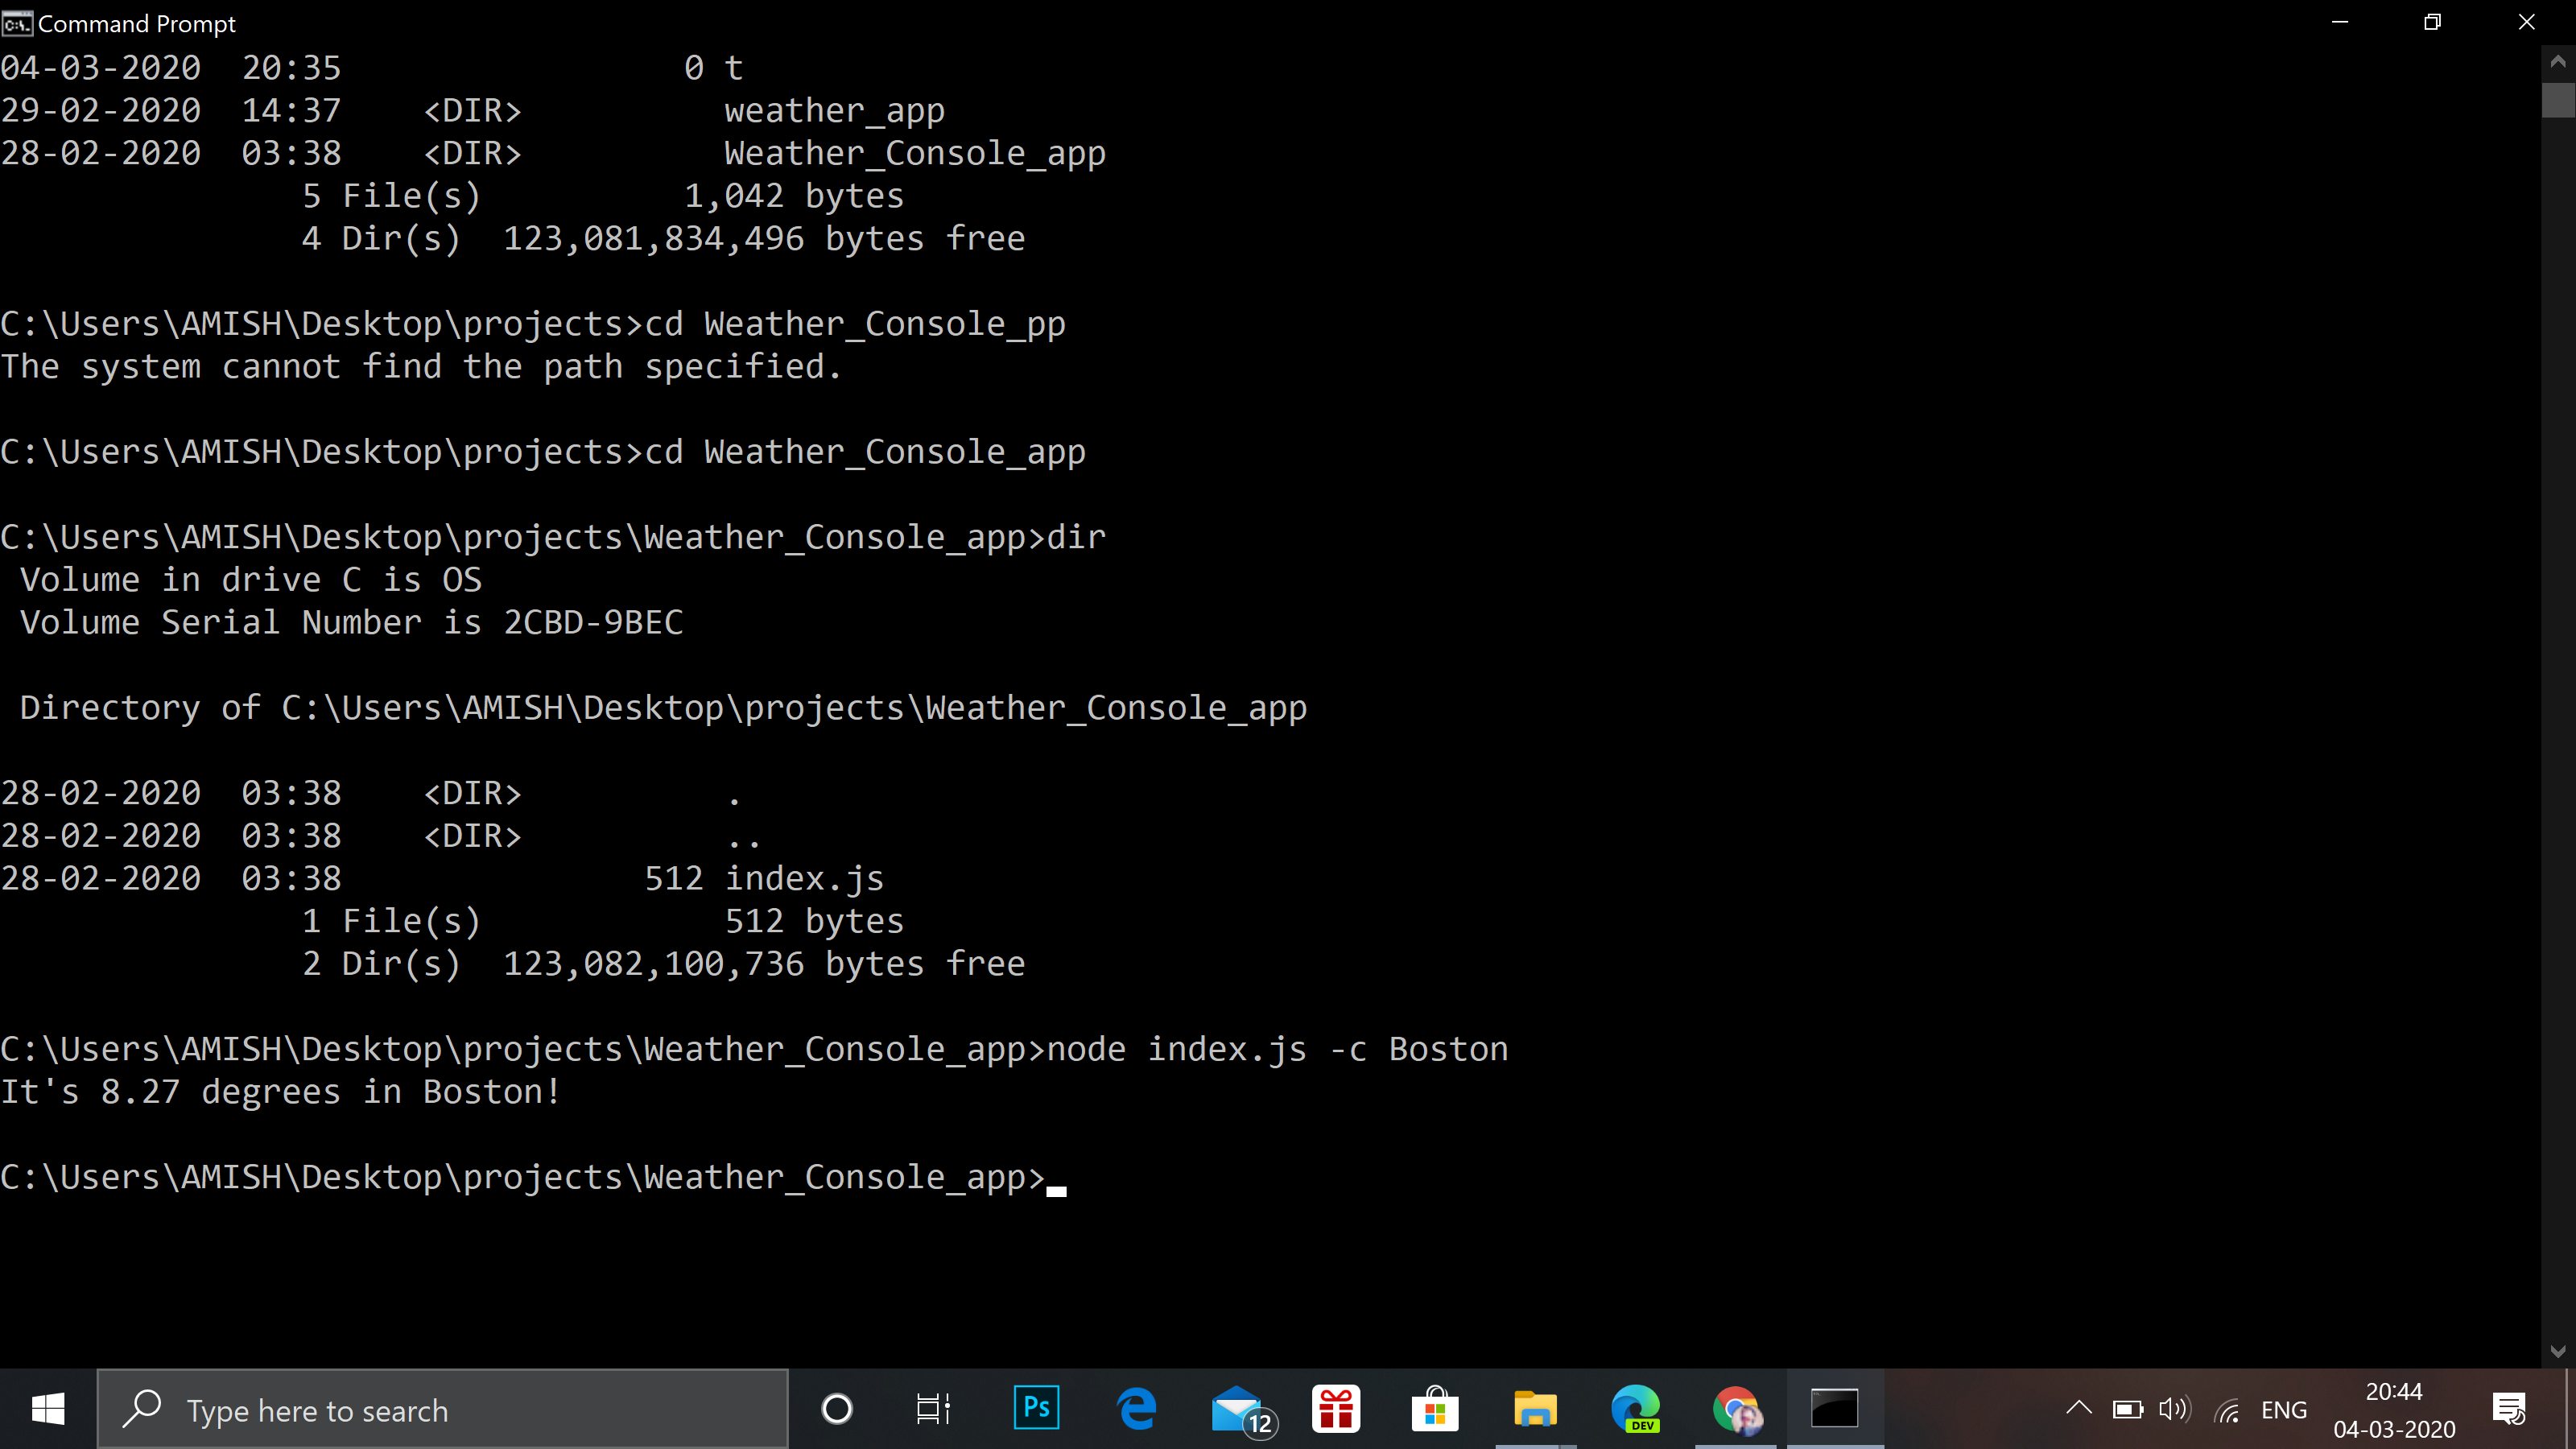 Command Prompt
04-03-2020  20:35                 0 t
29-02-2020  14:37    <DIR>          weather_app
28-02-2020  03:38    <DIR>          Weather_Console_app
               5 File(s)          1,042 bytes
               4 Dir(s)  123,081,834,496 bytes free
C:\Users\AMISH\Desktop\projects>cd Weather_Console_pp
The system cannot find the path specified.
C:\Users\AMISH\Desktop\projects>cd Weather_Console_app
C:\Users\AMISH\Desktop\projects\Weather_Console_app>dir
 Volume in drive C is OS
 Volume Serial Number is 2CBD-9BEC
 Directory of C:\Users\AMISH\Desktop\projects\Weather_Console_app
28-02-2020  03:38    <DIR>          .
28-02-2020  03:38    <DIR>          ..
28-02-2020  03:38               512 index.js
               1 File(s)            512 bytes
               2 Dir(s)  123,082,100,736 bytes free
C:\Users\AMISH\Desktop\projects\Weather_Console_app>node index.js -c Boston
It's 8.27 degrees in Boston!
C:\Users\AMISH\Desktop\projects\Weather_Console_app>
Type here to search
Ps
12
DEV
ENG
20:44
04-03-2020